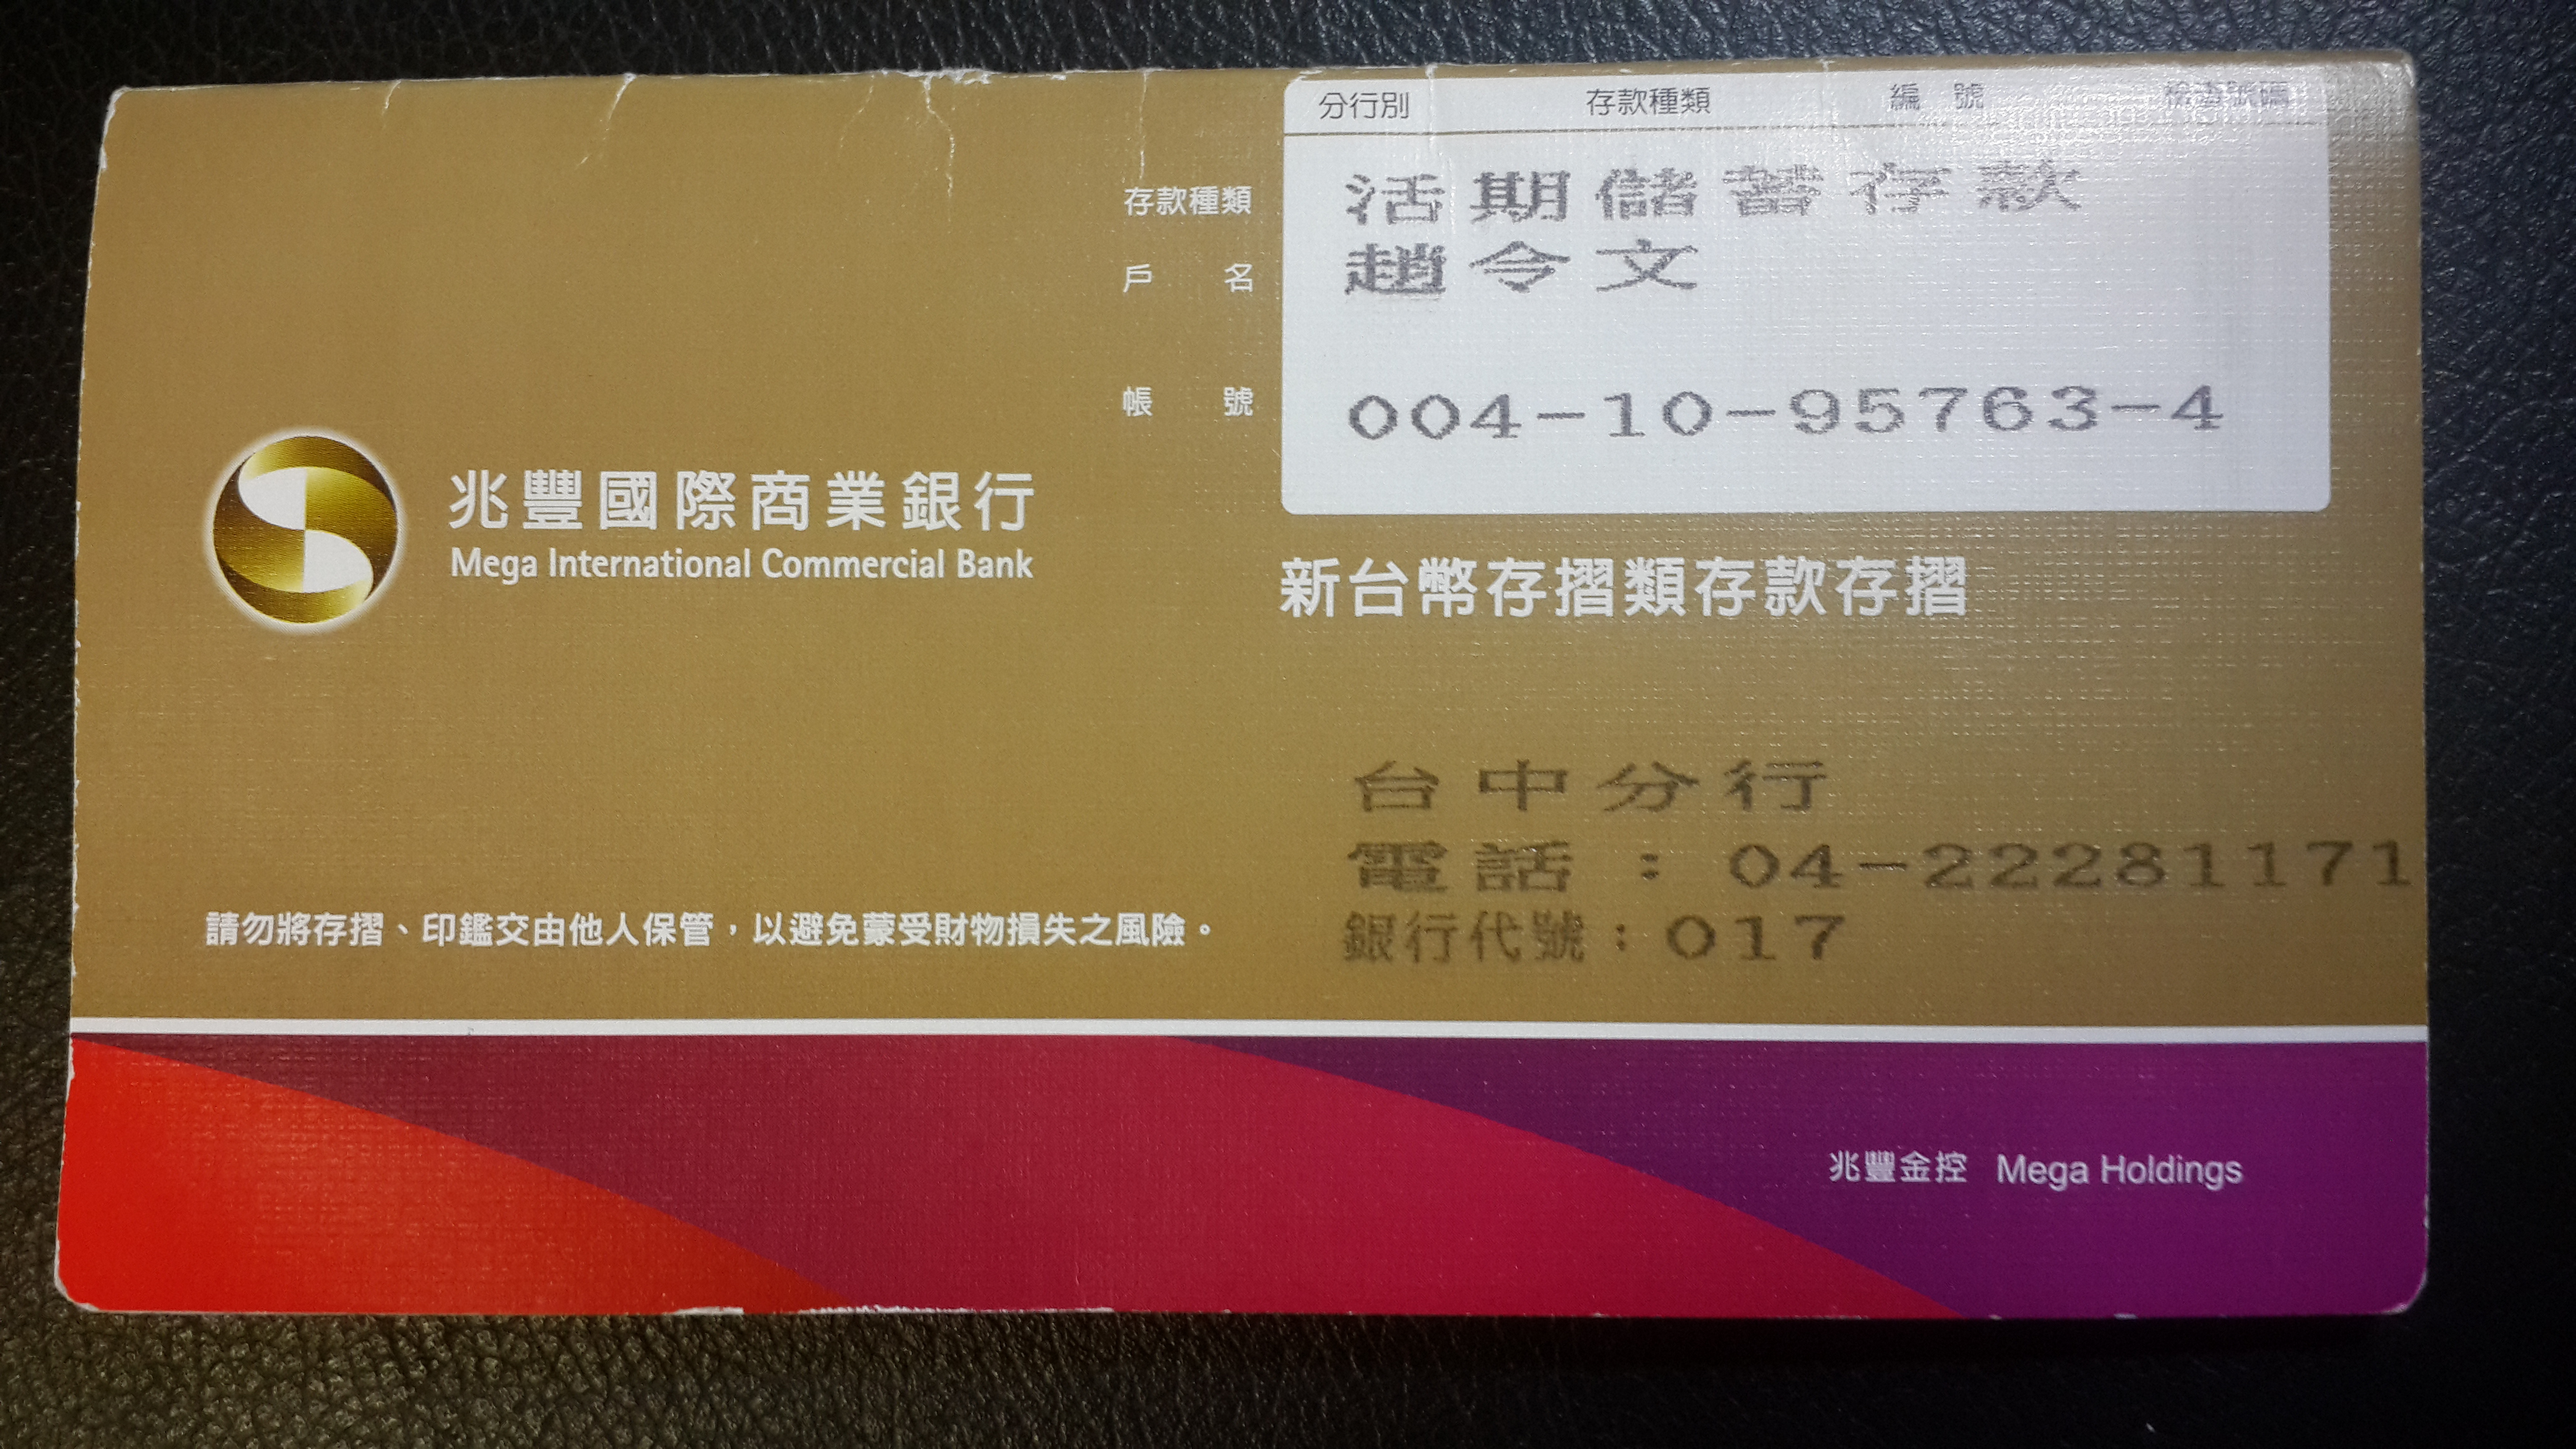 分行別 存款種類 編號 檢查號碼
存款種類 活期儲蓄存款
戶名 趙令文
帳號 004-10-95763-4
兆豐國際商業銀行
Mega International Commercial Bank
新台幣存摺類存款存摺
台中分行
電話：04-22281171
銀行代號：017
請勿將存摺、印鑑交由他人保管，以避免蒙受財物損失之風險。
兆豐金控 Mega Holdings